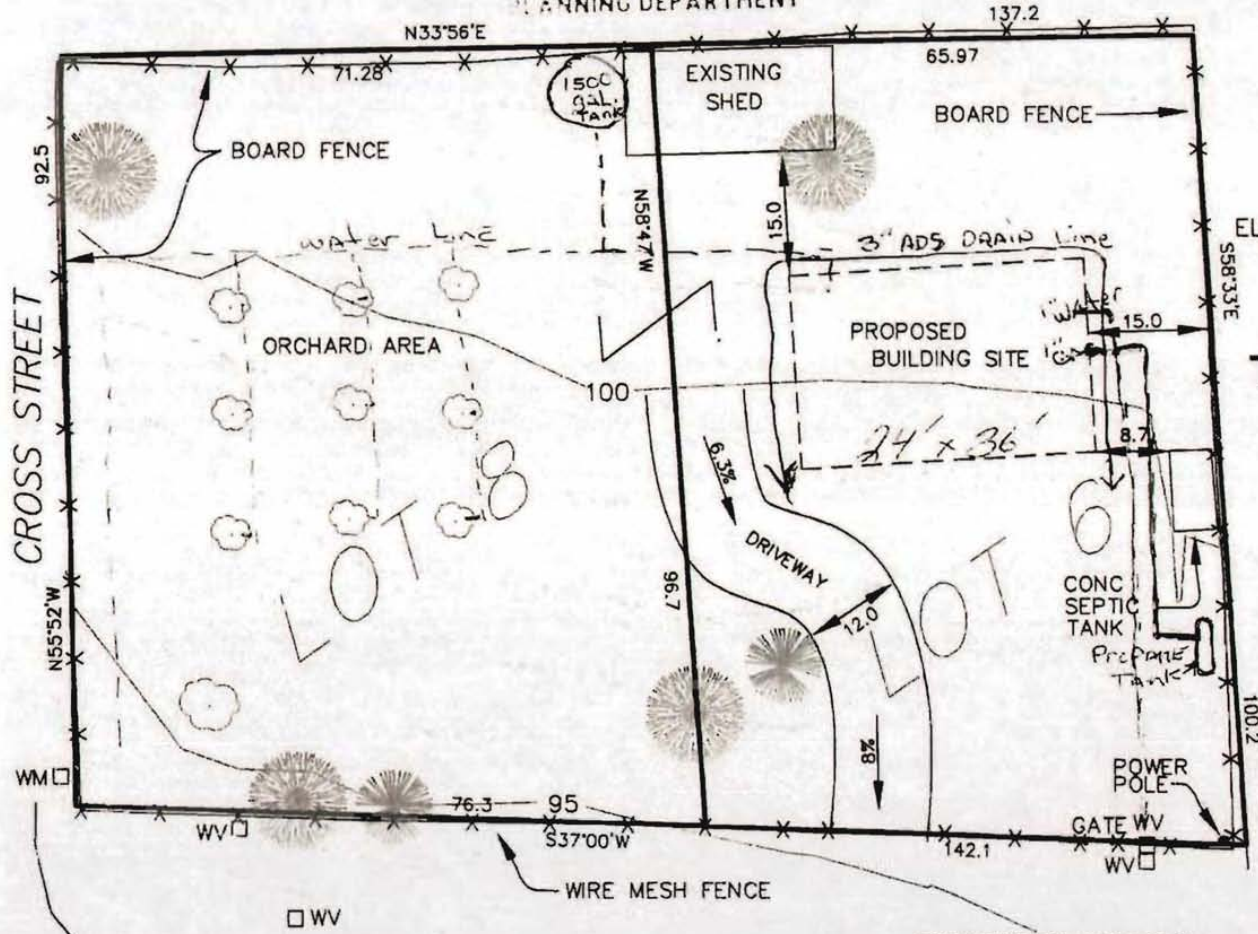 PLANNING DEPARTMENT
N33°56'E
137.2
71.28
65.97
1500
GAL.
Tank
EXISTING
SHED
BOARD FENCE
BOARD FENCE
92.5
N58°47'W
15.0
water Line
3" ADS DRAIN Line
EL
S58°33'E
CROSS STREET
ORCHARD AREA
1" WATER
15.0
PROPOSED
BUILDING SITE
100
24' x 36'
8.7
6.3%
LOT 8
LOT 6
DRIVEWAY
12.0
96.7
N55°52'W
CONC
SEPTIC
TANK
Propane
Tank
100.2
8%
WM
POWER
POLE
76.3
95
WV
S37°00'W
GATE
WV
142.1
WV
WIRE MESH FENCE
WV